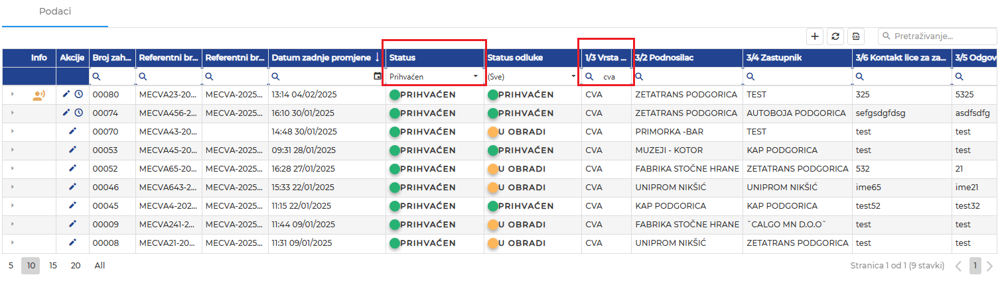 Podaci
Pretraživanje...
Info Akcije Broj zah... Referentni br... Referentni br... Datum zadnje promjene Status Status odluke 1/3 Vrsta ... 3/2 Podnosilac 3/4 Zastupnik 3/6 Kontakt lice za za... 3/5 Odgov
Prihvaćen (Sve) cva
00080 MECVA23-20... MECVA-2025... 13:14 04/02/2025 PRIHVAĆEN PRIHVAĆEN CVA ZETATRANS PODGORICA TEST 325 5325
00074 MECVA456-2... MECVA-2025... 16:10 30/01/2025 PRIHVAĆEN PRIHVAĆEN CVA ZETATRANS PODGORICA AUTOBOJA PODGORICA sefgsdgfdsg asdfsdfg
00070 MECVA43-20... 14:48 30/01/2025 PRIHVAĆEN U OBRADI CVA PRIMORKA -BAR TEST test test
00053 MECVA45-20... MECVA-2025... 09:31 28/01/2025 PRIHVAĆEN PRIHVAĆEN CVA MUZEJI - KOTOR KAP PODGORICA test test
00052 MECVA65-20... MECVA-2025... 16:28 27/01/2025 PRIHVAĆEN U OBRADI CVA FABRIKA STOČNE HRANE ZETATRANS PODGORICA 532 21
00046 MECVA643-2... MECVA-2025... 15:33 22/01/2025 PRIHVAĆEN U OBRADI CVA UNIPROM NIKŠIĆ UNIPROM NIKŠIĆ ime65 ime21
00045 MECVA4-202... MECVA-2025... 11:15 22/01/2025 PRIHVAĆEN PRIHVAĆEN CVA KAP PODGORICA KAP PODGORICA test52 test32
00009 MECVA241-2... MECVA-2025... 11:44 09/01/2025 PRIHVAĆEN U OBRADI CVA FABRIKA STOČNE HRANE ˇCALGO MN D.O.Oˇ test test
00008 MECVA21-20... MECVA-2025... 11:31 09/01/2025 PRIHVAĆEN U OBRADI CVA UNIPROM NIKŠIĆ ZETATRANS PODGORICA test test
5 10 15 20 All Stranica 1 od 1 (9 stavki) 1